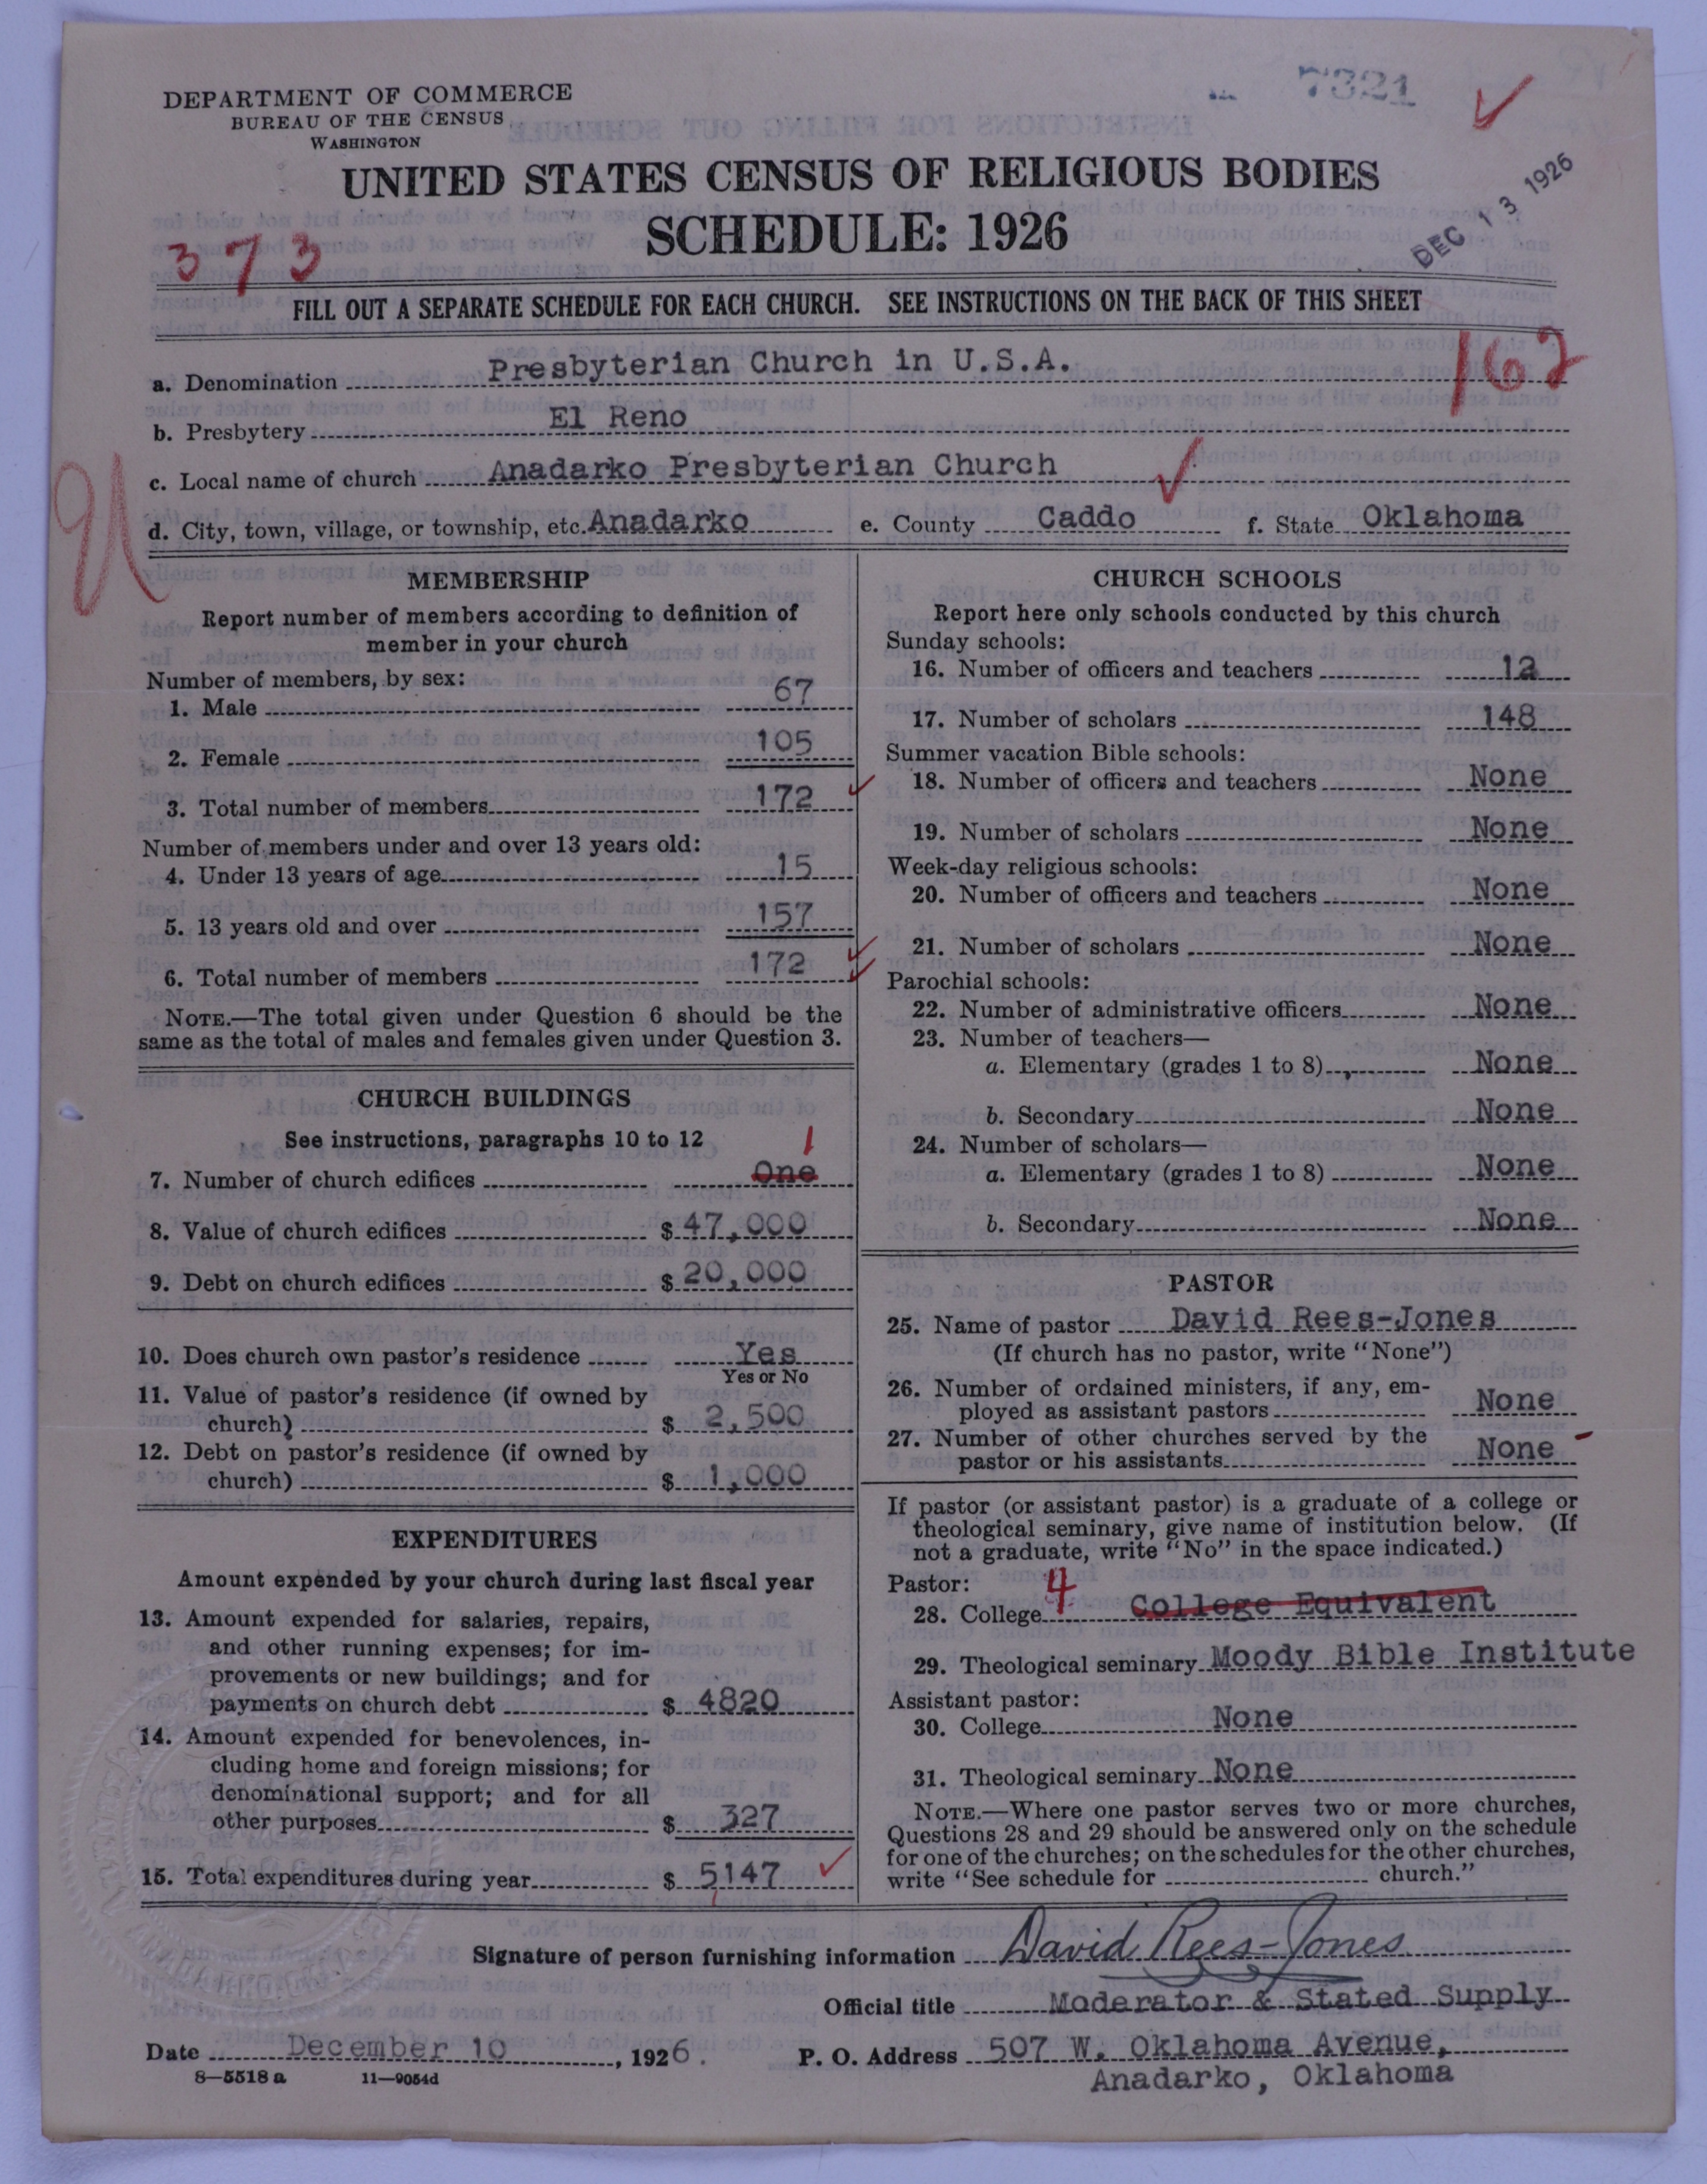 7321
DEPARTMENT OF COMMERCE
BUREAU OF THE CENSUS
WASHINGTON
UNITED STATES CENSUS OF RELIGIOUS BODIES
SCHEDULE: 1926
DEC 13 1926
373
FILL OUT A SEPARATE SCHEDULE FOR EACH CHURCH. SEE INSTRUCTIONS ON THE BACK OF THIS SHEET
162
a. Denomination Presbyterian Church in U.S.A.
b. Presbytery El Reno
c. Local name of church Anadarko Presbyterian Church
d. City, town, village, or township, etc. Anadarko e. County Caddo f. State Oklahoma
MEMBERSHIP
Report number of members according to definition of
member in your church
Number of members, by sex:
1. Male 67
2. Female 105
3. Total number of members 172
Number of members under and over 13 years old:
4. Under 13 years of age 15
5. 13 years old and over 157
6. Total number of members 172
NOTE.—The total given under Question 6 should be the
same as the total of males and females given under Question 3.
CHURCH BUILDINGS
See instructions, paragraphs 10 to 12
1
7. Number of church edifices One
8. Value of church edifices $ 47,000
9. Debt on church edifices $ 20,000
10. Does church own pastor's residence Yes
Yes or No
11. Value of pastor's residence (if owned by
church) $ 2,500
12. Debt on pastor's residence (if owned by
church) $ 1,000
EXPENDITURES
Amount expended by your church during last fiscal year
13. Amount expended for salaries, repairs,
and other running expenses; for im-
provements or new buildings; and for
payments on church debt $ 4820
14. Amount expended for benevolences, in-
cluding home and foreign missions; for
denominational support; and for all
other purposes $ 327
15. Total expenditures during year $ 5147
CHURCH SCHOOLS
Report here only schools conducted by this church
Sunday schools:
16. Number of officers and teachers 12
17. Number of scholars 148
Summer vacation Bible schools:
18. Number of officers and teachers None
19. Number of scholars None
Week-day religious schools:
20. Number of officers and teachers None
21. Number of scholars None
Parochial schools:
22. Number of administrative officers None
23. Number of teachers—
a. Elementary (grades 1 to 8) None
b. Secondary None
24. Number of scholars—
a. Elementary (grades 1 to 8) None
b. Secondary None
PASTOR
25. Name of pastor David Rees-Jones
(If church has no pastor, write "None")
26. Number of ordained ministers, if any, em-
ployed as assistant pastors None
27. Number of other churches served by the
pastor or his assistants None
If pastor (or assistant pastor) is a graduate of a college or
theological seminary, give name of institution below. (If
not a graduate, write "No" in the space indicated.)
Pastor:
28. College 4 College Equivalent
29. Theological seminary Moody Bible Institute
Assistant pastor:
30. College None
31. Theological seminary None
NOTE.—Where one pastor serves two or more churches,
Questions 28 and 29 should be answered only on the schedule
for one of the churches; on the schedules for the other churches,
write "See schedule for church."
Signature of person furnishing information David Rees-Jones
Official title Moderator & Stated Supply
Date December 10, 1926. P. O. Address 507 W. Oklahoma Avenue,
8—5518 a 11—9054d Anadarko, Oklahoma